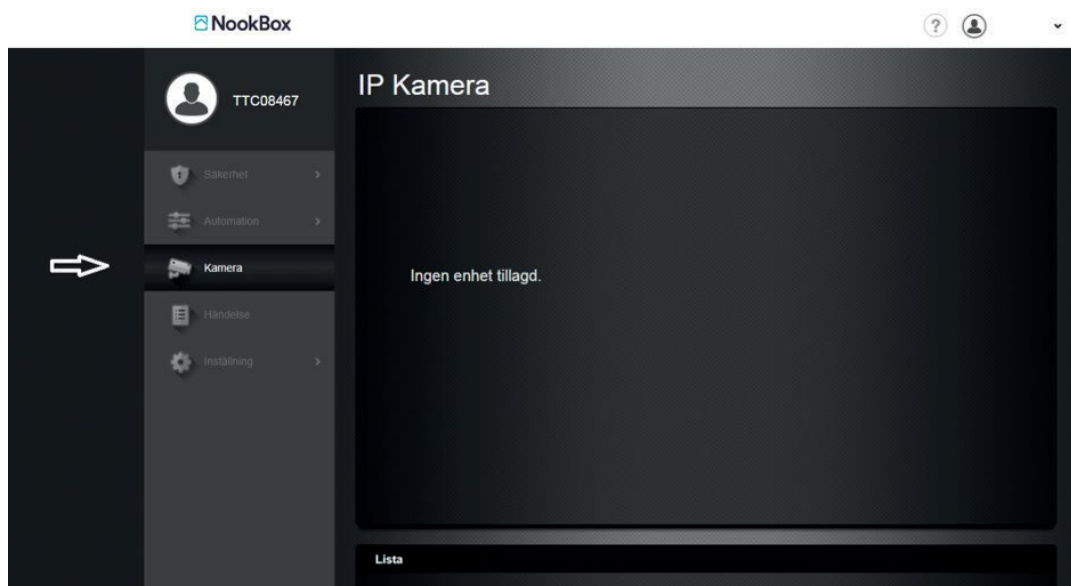 NookBox
?
TTC08467
IP Kamera
Säkerhet
Automation
Kamera
Ingen enhet tillagd.
Händelse
Inställning
Lista